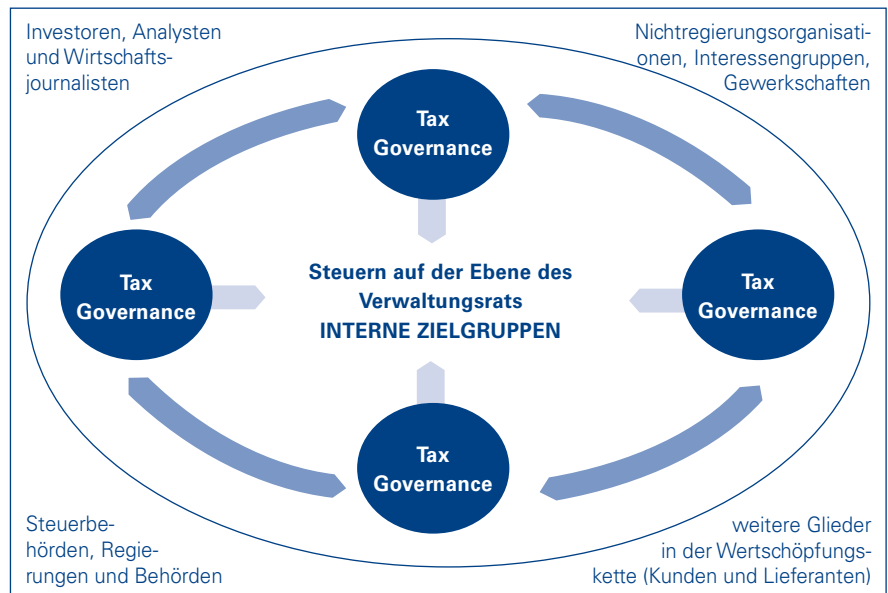 Investoren, Analysten
und Wirtschafts-
journalisten
Nichtregierungsorganisati-
onen, Interessengruppen,
Gewerkschaften
Tax
Governance
Tax
Governance
Steuern auf der Ebene des
Verwaltungsrats
INTERNE ZIELGRUPPEN
Tax
Governance
Tax
Governance
Steuerbe-
hörden, Regie-
rungen und Behörden
weitere Glieder
in der Wertschöpfungs-
kette (Kunden und Lieferanten)